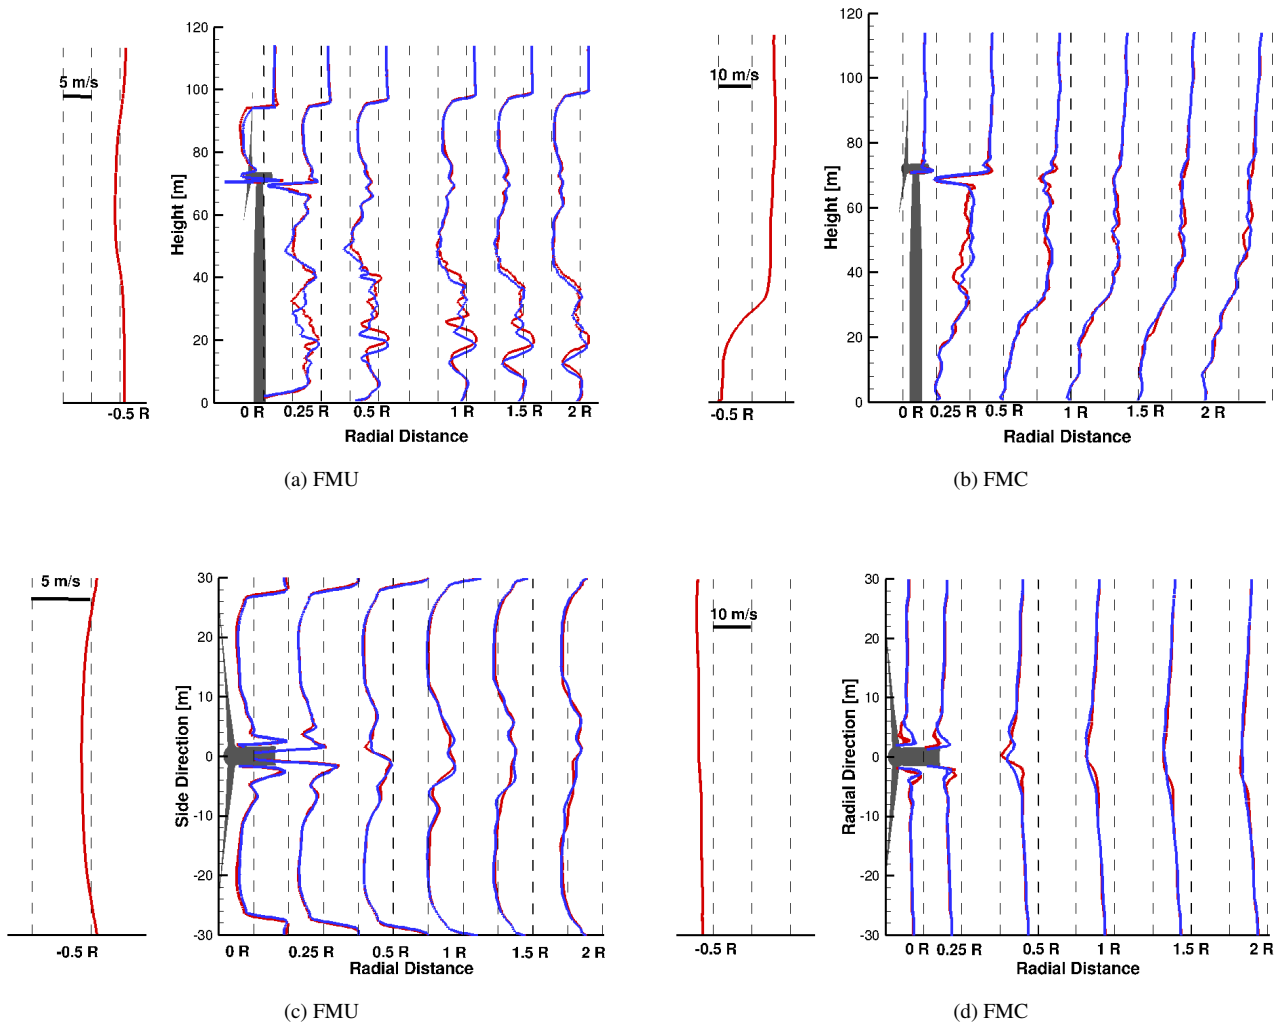 5 m/s
-0.5 R
120
100
80
60
40
20
0
Height [m]
0 R 0.25 R 0.5 R 1 R 1.5 R 2 R
Radial Distance
(a) FMU
10 m/s
-0.5 R
120
100
80
60
40
20
0
Height [m]
0 R 0.25 R 0.5 R 1 R 1.5 R 2 R
Radial Distance
(b) FMC
5 m/s
-0.5 R
30
20
10
0
-10
-20
-30
Side Direction [m]
0 R 0.25 R 0.5 R 1 R 1.5 R 2 R
Radial Distance
(c) FMU
10 m/s
-0.5 R
30
20
10
0
-10
-20
-30
Radial Direction [m]
0 R 0.25 R 0.5 R 1 R 1.5 R 2 R
Radial Distance
(d) FMC